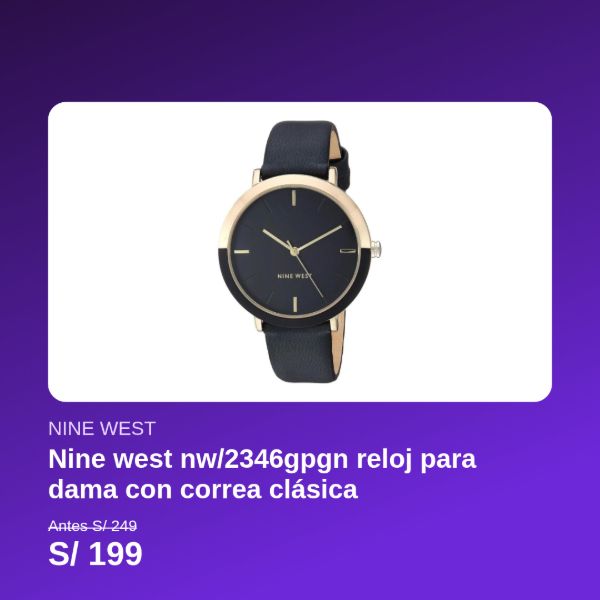 NINE WEST
NINE WEST
Nine west nw/2346gpgn reloj para
dama con correa clásica
Antes S/ 249
S/ 199